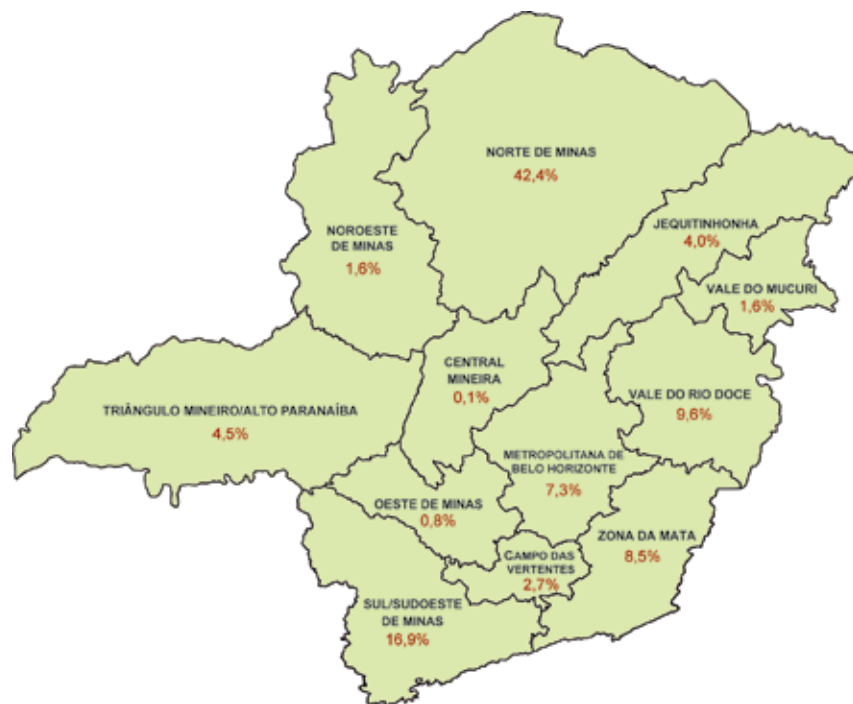 NORTE DE MINAS
42,4%
JEQUITINHONHA
4,0%
NOROESTE
DE MINAS
1,6%
VALE DO MUCURI
1,6%
CENTRAL
MINEIRA
0,1%
VALE DO RIO DOCE
9,6%
TRIÂNGULO MINEIRO/ALTO PARANAÍBA
4,5%
METROPOLITANA DE
BELO HORIZONTE
7,3%
OESTE DE MINAS
0,8%
ZONA DA MATA
8,5%
CAMPO DAS
VERTENTES
2,7%
SUL/SUDOESTE
DE MINAS
16,9%